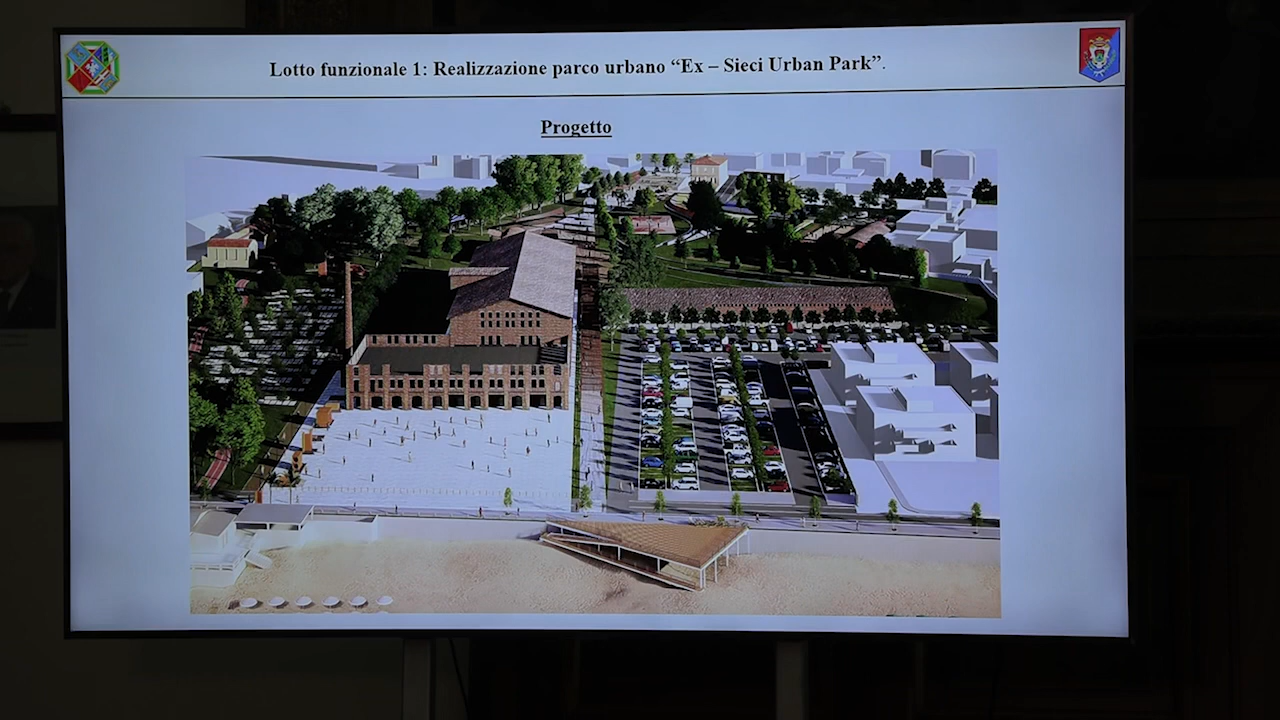 Lotto funzionale 1: Realizzazione parco urbano “Ex – Sieci Urban Park”.
Progetto